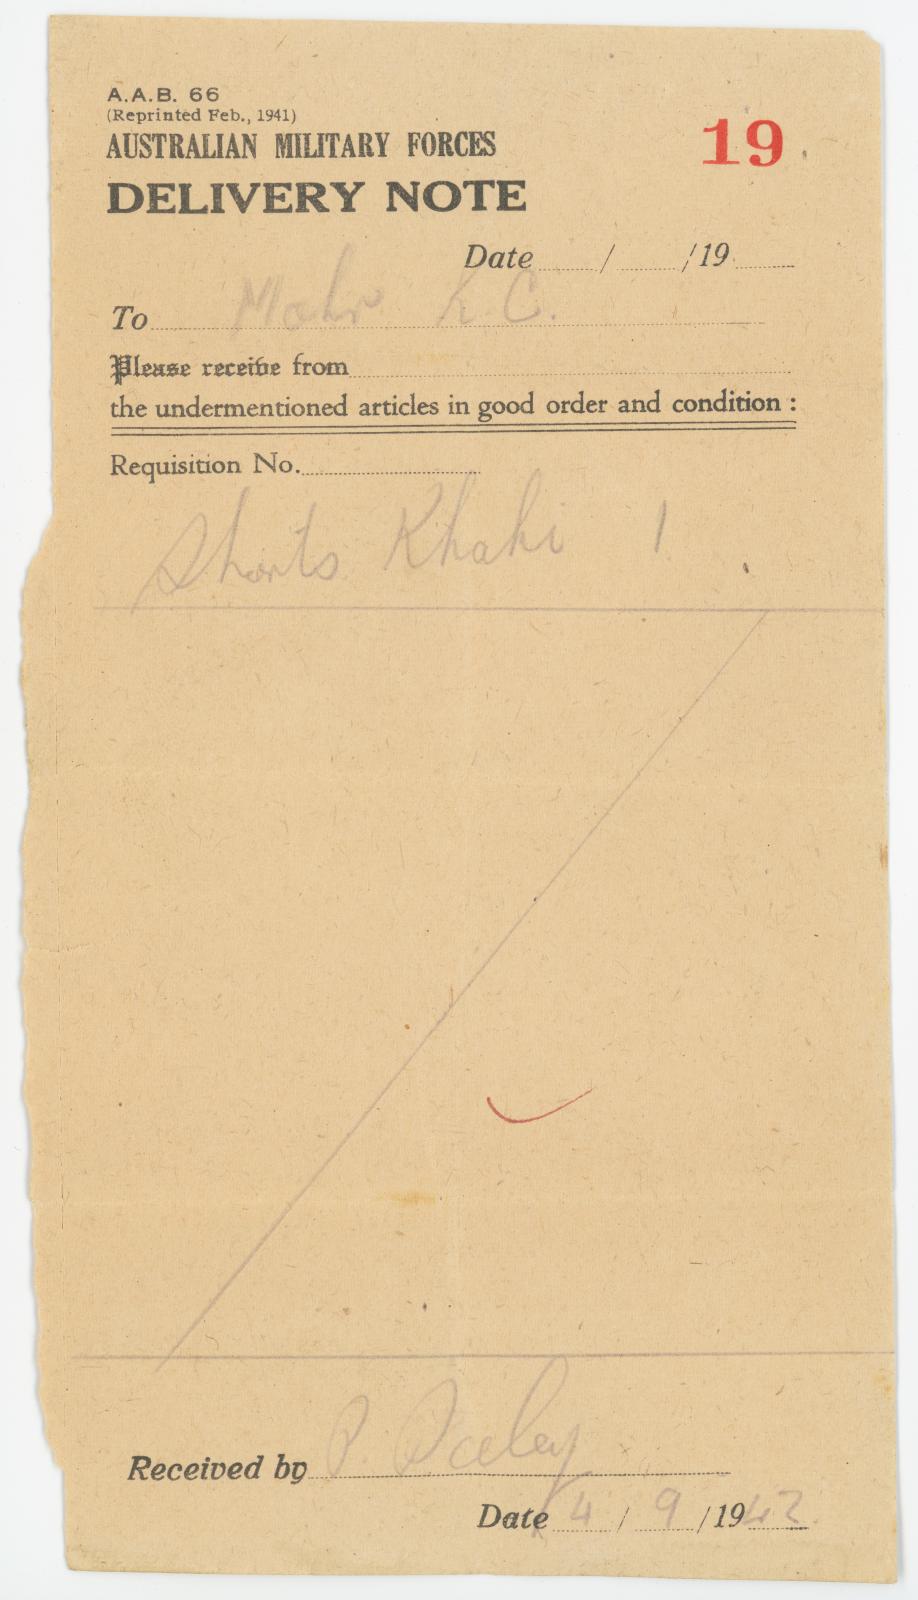 A.A.B. 66
(Reprinted Feb., 1941)
AUSTRALIAN MILITARY FORCES
19
DELIVERY NOTE
Date / /19
To Mohr K.C.
Please receive from
the undermentioned articles in good order and condition :
Requisition No.
Shorts Khaki 1
Received by P.
Date 4 / 9 /1942.